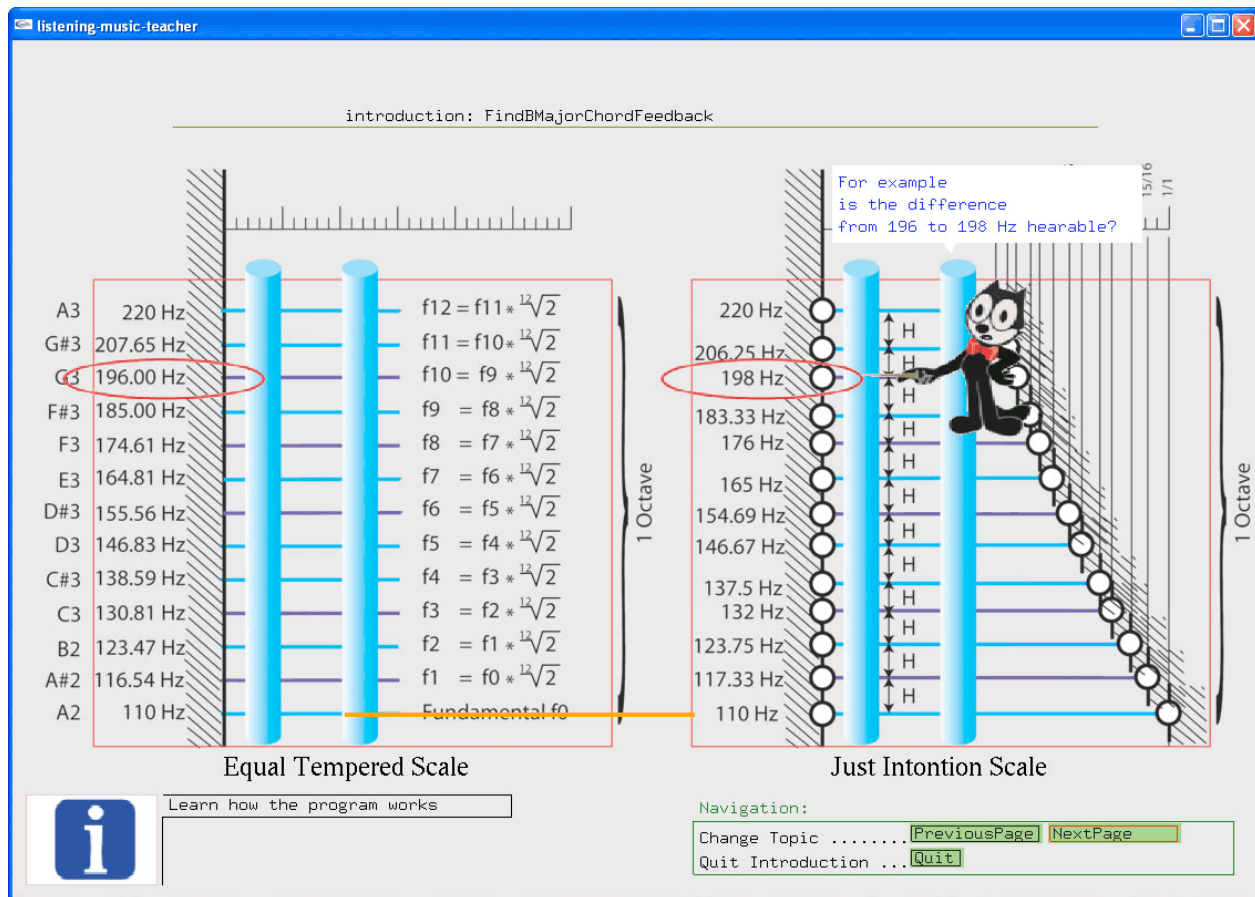 listening-music-teacher
introduction: FindBMajorChordFeedback
For example
is the difference
from 196 to 198 Hz hearable?
15/16
1/1
A3 220 Hz f12 = f11 * ¹²√2
G#3 207.65 Hz f11 = f10 * ¹²√2
G3 196.00 Hz f10 = f9 * ¹²√2
F#3 185.00 Hz f9 = f8 * ¹²√2
F3 174.61 Hz f8 = f7 * ¹²√2
E3 164.81 Hz f7 = f6 * ¹²√2
D#3 155.56 Hz f6 = f5 * ¹²√2
D3 146.83 Hz f5 = f4 * ¹²√2
C#3 138.59 Hz f4 = f3 * ¹²√2
C3 130.81 Hz f3 = f2 * ¹²√2
B2 123.47 Hz f2 = f1 * ¹²√2
A#2 116.54 Hz f1 = f0 * ¹²√2
A2 110 Hz Fundamental f0
1 Octave
Equal Tempered Scale
220 Hz
H
206.25 Hz
H
198 Hz
H
183.33 Hz
H
176 Hz
H
165 Hz
H
154.69 Hz
H
146.67 Hz
H
137.5 Hz
H
132 Hz
H
123.75 Hz
H
117.33 Hz
H
110 Hz
1 Octave
Just Intontion Scale
i
Learn how the program works
Navigation:
Change Topic ........ PreviousPage NextPage
Quit Introduction ... Quit